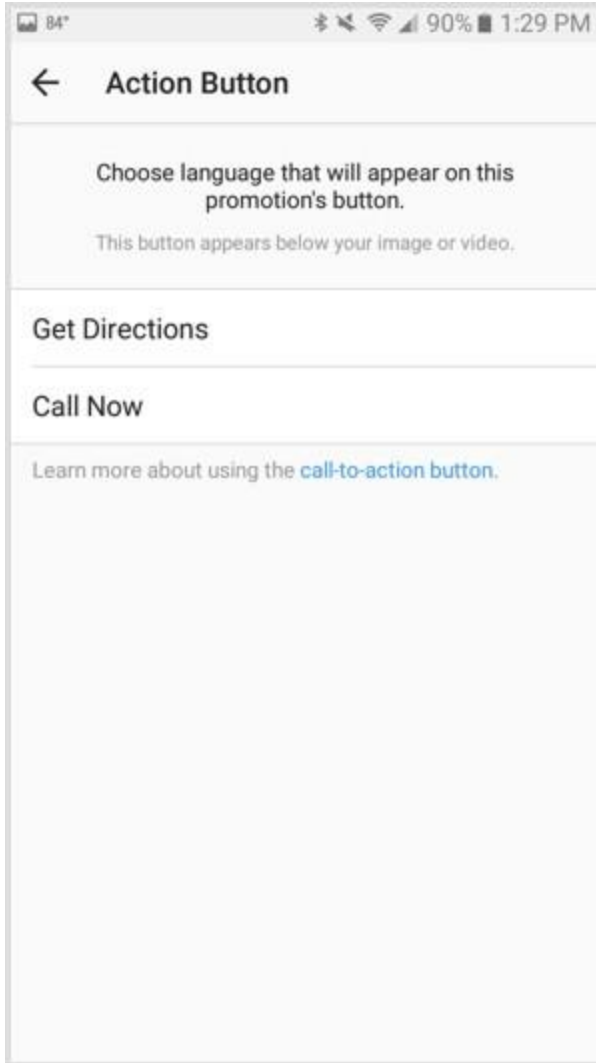 84° 90% 1:29 PM
Action Button
Choose language that will appear on this
promotion's button.
This button appears below your image or video.
Get Directions
Call Now
Learn more about using the call-to-action button.